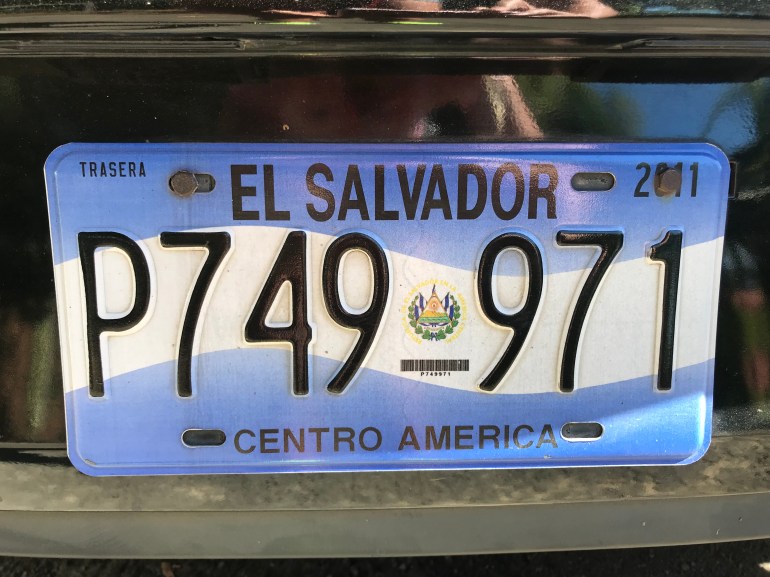 TRASERA
EL SALVADOR
2011
P749 971
P749971
CENTRO AMERICA